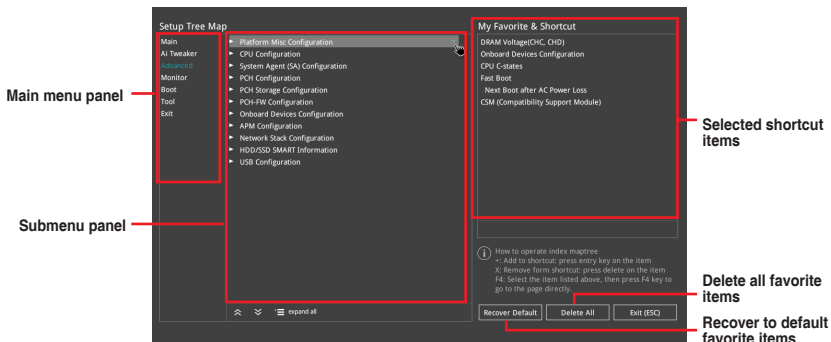 Setup Tree Map
Main
Ai Tweaker
Advanced
Monitor
Boot
Tool
Exit
Platform Misc Configuration
CPU Configuration
System Agent (SA) Configuration
PCH Configuration
PCH Storage Configuration
PCH-FW Configuration
Onboard Devices Configuration
APM Configuration
Network Stack Configuration
HDD/SSD SMART Information
USB Configuration
expand all
My Favorite & Shortcut
DRAM Voltage(CHC, CHD)
Onboard Devices Configuration
CPU C-states
Fast Boot
Next Boot after AC Power Loss
CSM (Compatibility Support Module)
How to operate index maptree
+: Add to shortcut: press entry key on the item
X: Remove form shortcut: press delete on the item
F4: Select the item listed above, then press F4 key to
go to the page directly.
Recover Default
Delete All
Exit (ESC)
Main menu panel
Submenu panel
Selected shortcut
items
Delete all favorite
items
Recover to default
favorite items